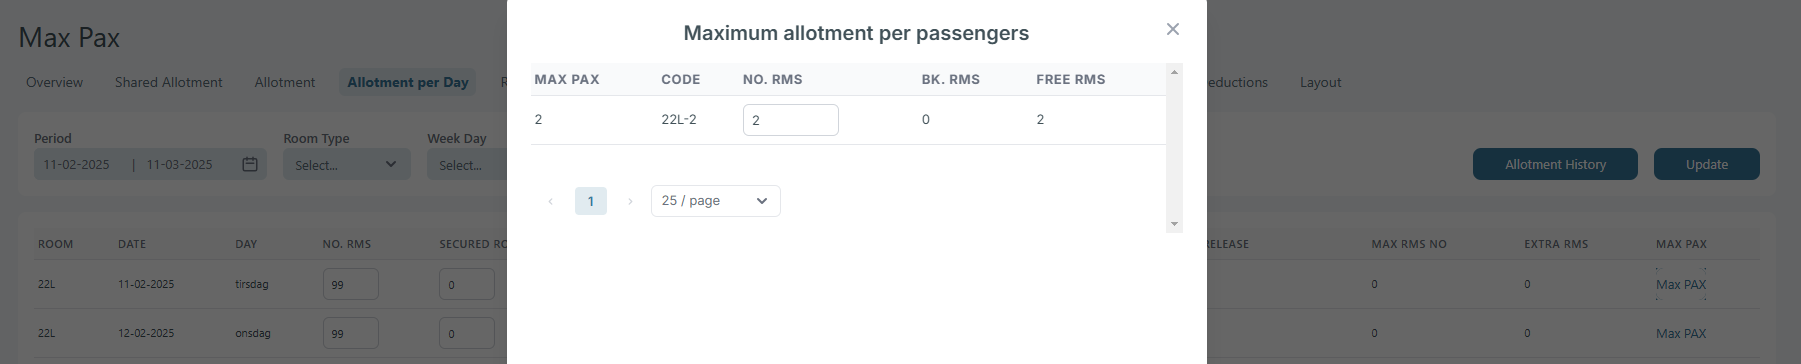 Max Pax
Overview Shared Allotment Allotment per Day Layout
Period Room Type Week Day
11-02-2025 | 11-03-2025 Select... Select... Allotment History Update
ROOM DATE DAY NO. RMS SECURED MAX RMS NO EXTRA RMS MAX PAX
22L 11-02-2025 tirsdag 99 0 0 0 Max PAX
22L 12-02-2025 onsdag 99 0 0 0 Max PAX
Maximum allotment per passengers
MAX PAX CODE NO. RMS BK. RMS FREE RMS
2 22L-2 2 0 2
‹ 1 › 25 / page